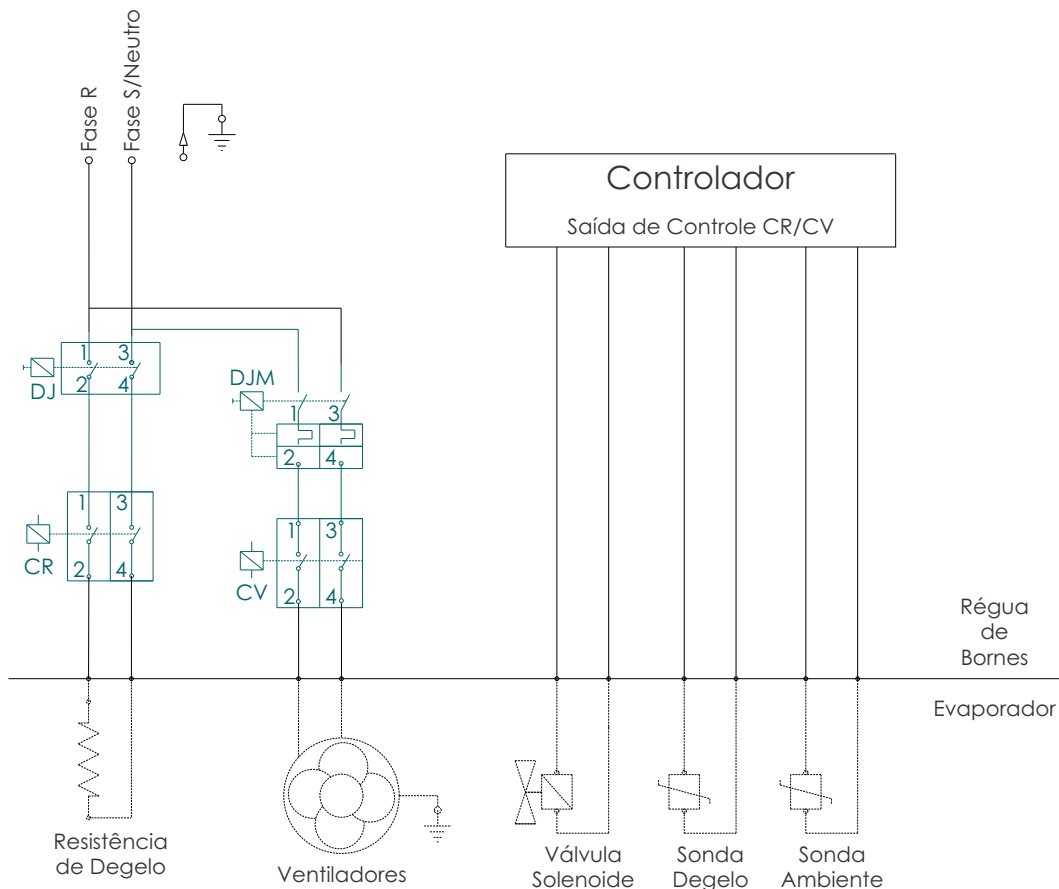 Fase R
Fase S/Neutro
Controlador
Saída de Controle CR/CV
1
3
DJ
2
4
DJM
1
3
2
4
1
3
CR
2
4
1
3
CV
2
4
Régua
de
Bornes
Evaporador
Resistência
de Degelo
Ventiladores
Válvula
Solenoide
Sonda
Degelo
Sonda
Ambiente